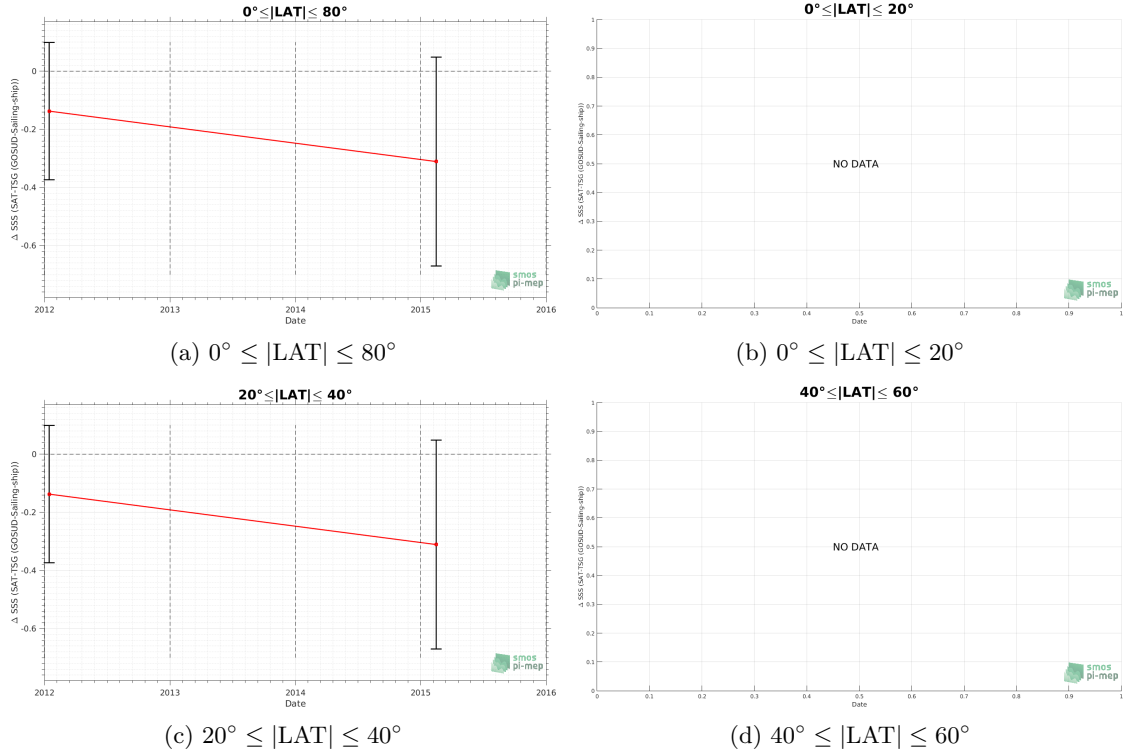 0°≤|LAT|≤ 80°
0
-0.2
-0.4
-0.6
Δ SSS (SAT-TSG (GOSUD-Sailing-ship))
2012
2013
2014
2015
2016
Date
smos
pi-mep
(a) 0° ≤ |LAT| ≤ 80°
0°≤|LAT|≤ 20°
1
0.9
0.8
0.7
0.6
0.5
0.4
0.3
0.2
0.1
0
Δ SSS (SAT-TSG (GOSUD-Sailing-ship))
NO DATA
0
0.1
0.2
0.3
0.4
0.5
0.6
0.7
0.8
0.9
1
Date
smos
pi-mep
(b) 0° ≤ |LAT| ≤ 20°
20°≤|LAT|≤ 40°
0
-0.2
-0.4
-0.6
Δ SSS (SAT-TSG (GOSUD-Sailing-ship))
2012
2013
2014
2015
2016
Date
smos
pi-mep
(c) 20° ≤ |LAT| ≤ 40°
40°≤|LAT|≤ 60°
1
0.9
0.8
0.7
0.6
0.5
0.4
0.3
0.2
0.1
0
Δ SSS (SAT-TSG (GOSUD-Sailing-ship))
NO DATA
0
0.1
0.2
0.3
0.4
0.5
0.6
0.7
0.8
0.9
1
Date
smos
pi-mep
(d) 40° ≤ |LAT| ≤ 60°